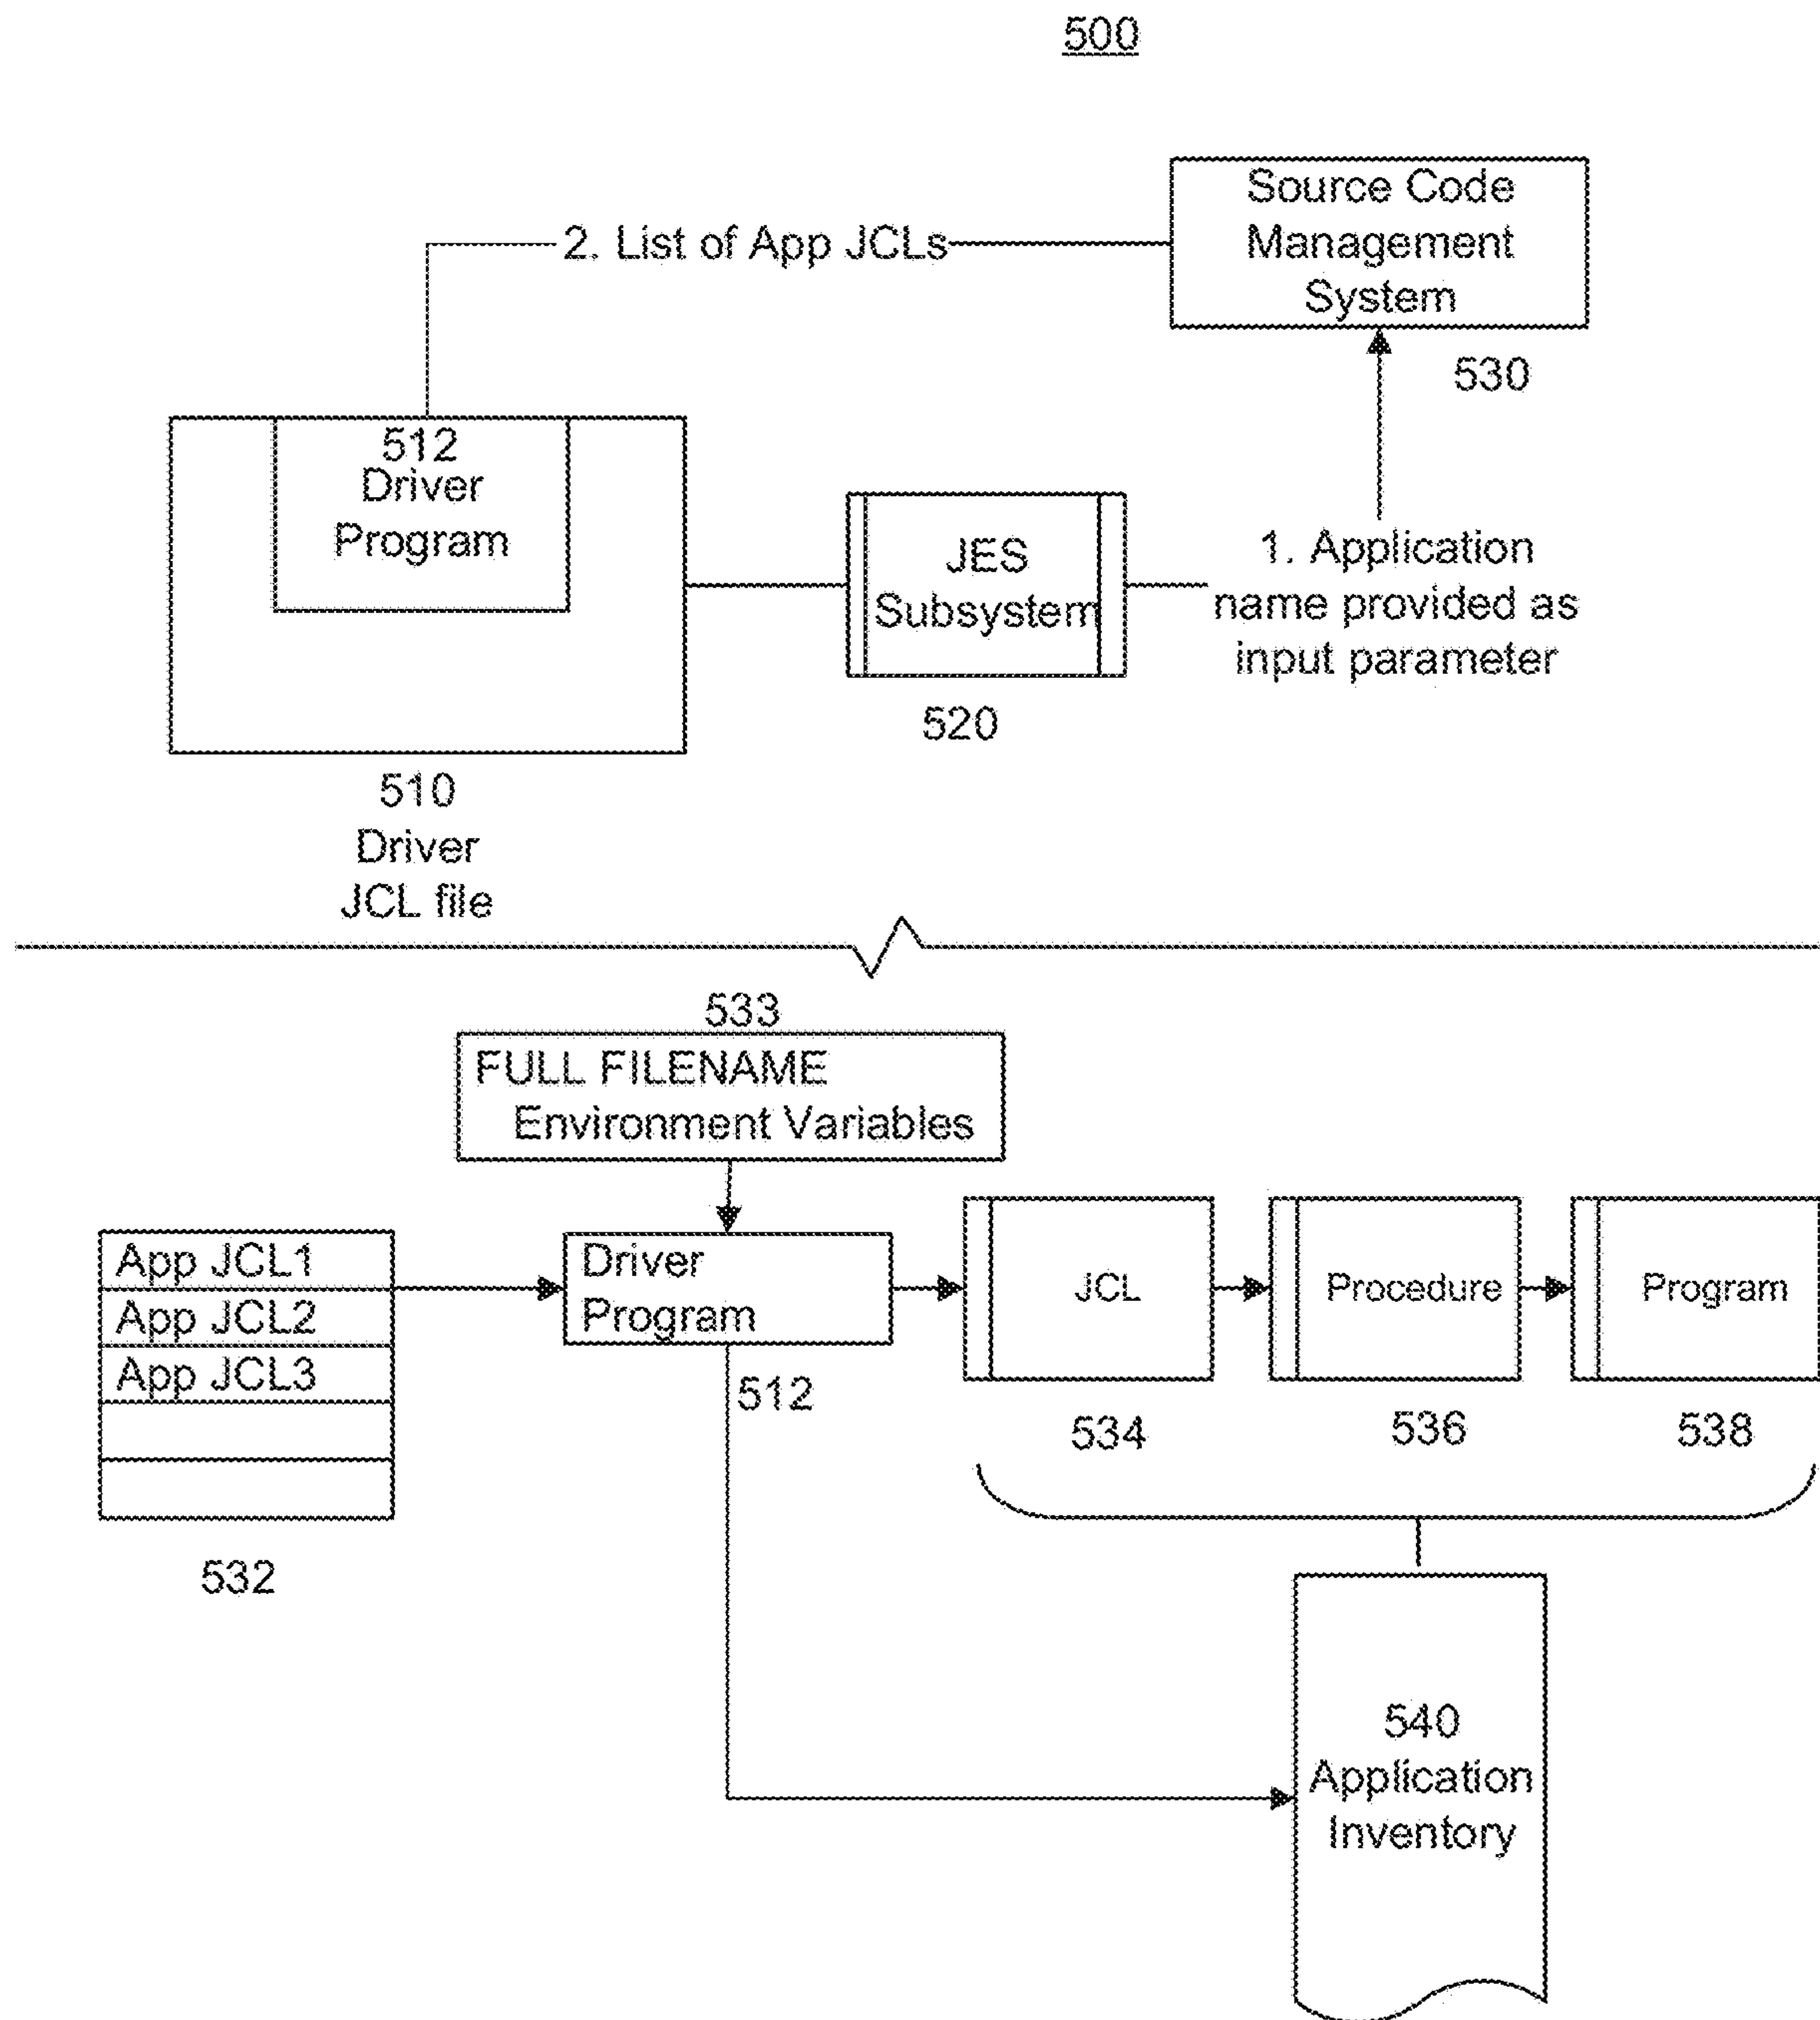 500
Source Code
Management
System
530
2. List of App JCLs
512
Driver
Program
JES
Subsystem
520
1. Application
name provided as
input parameter
510
Driver
JCL file
533
FULL FILENAME
Environment Variables
App JCL1
App JCL2
App JCL3
532
Driver
Program
512
JCL
534
Procedure
536
Program
538
540
Application
Inventory